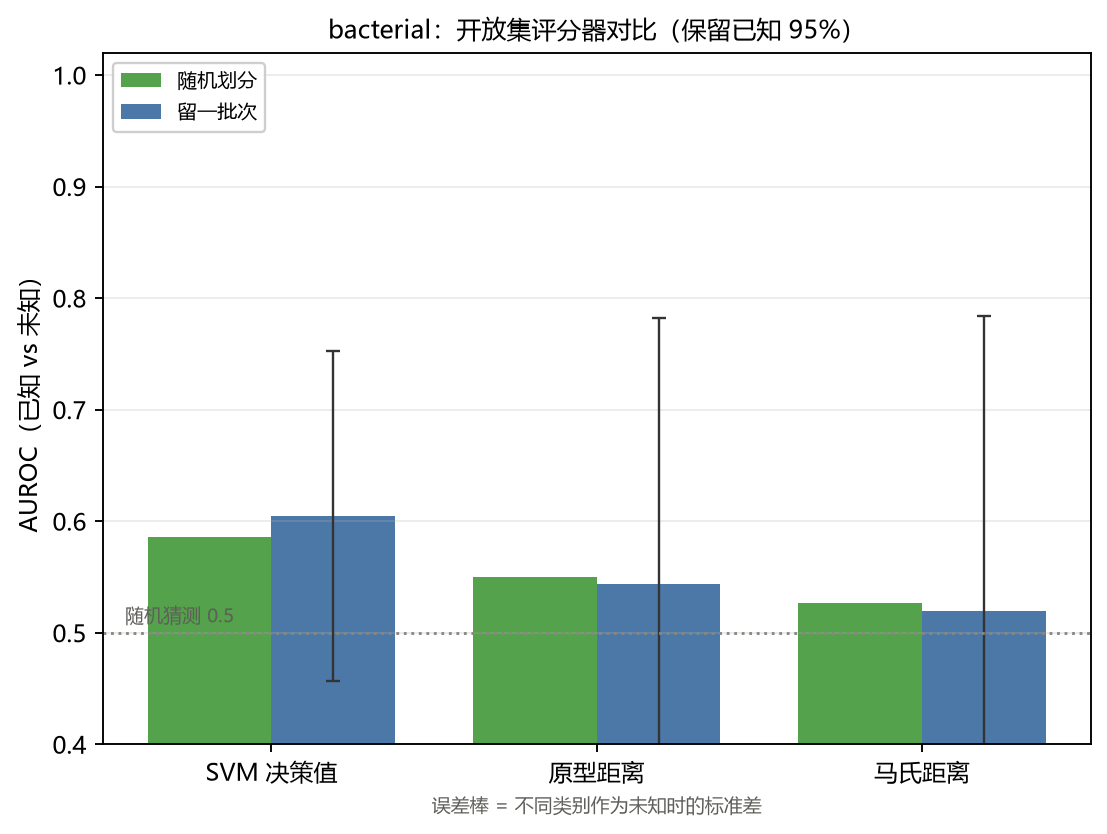 bacterial：开放集评分器对比（保留已知 95%）
随机划分
留一批次
AUROC（已知 vs 未知）
1.0
0.9
0.8
0.7
0.6
0.5
0.4
随机猜测 0.5
SVM 决策值
原型距离
马氏距离
误差棒 = 不同类别作为未知时的标准差